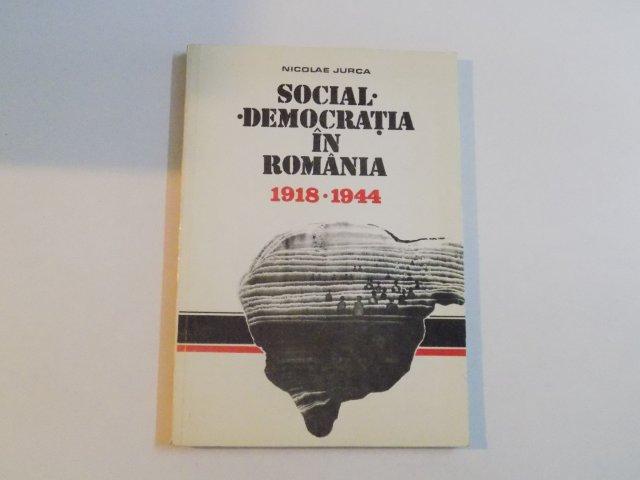 NICOLAE JURCA
SOCIAL·
·DEMOCRAȚIA
ÎN
ROMÂNIA
1918·1944